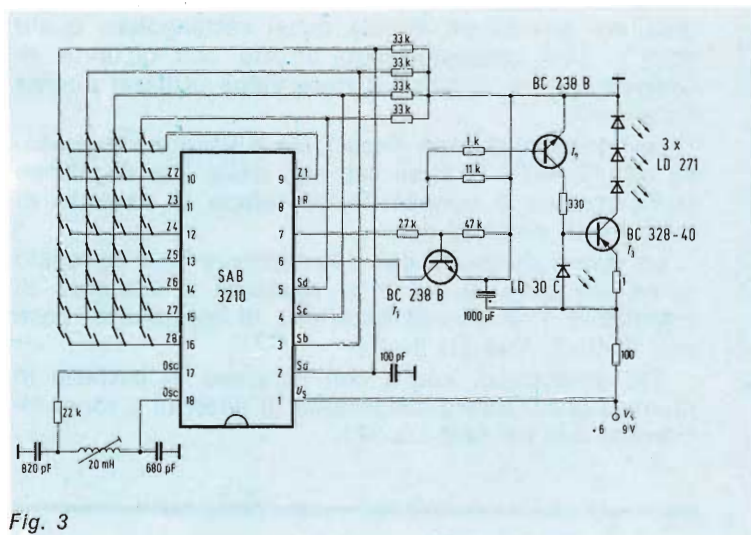 33 k
33 k
33 k
33 k
BC 238 B
3 x
LD 271
1 k
11 k
T2
330
BC 328-40
T3
1
100
27 k
47 k
BC 238 B
T1
LD 30 C
1000 µF
100 pF
Z2 10
Z3 11
Z4 12
13
Z5
Z6 14
Z7 15
Z8 16
Osc 17
Osc 18
SAB
3210
9 Z1
8 IR
7
6
5 Sd
4 Sc
3 Sb
2
1 Us
Vs
+6 9V
22 k
820 pF
20 mH
680 pF
Fig. 3